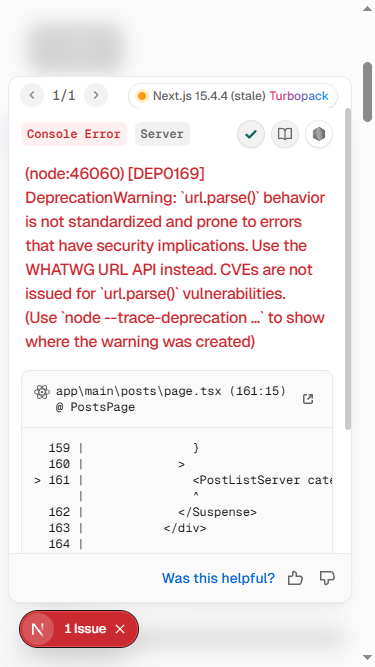 1/1
Next.js 15.4.4 (stale) Turbopack
Console Error Server
(node:46060) [DEP0169]
DeprecationWarning: `url.parse()` behavior
is not standardized and prone to errors
that have security implications. Use the
WHATWG URL API instead. CVEs are not
issued for `url.parse()` vulnerabilities.
(Use `node --trace-deprecation ...` to show
where the warning was created)
app\main\posts\page.tsx (161:15)
@ PostsPage
159 | }
160 | >
> 161 | <PostListServer cate
| ^
162 | </Suspense>
163 | </div>
164 |
Was this helpful?
N 1 Issue